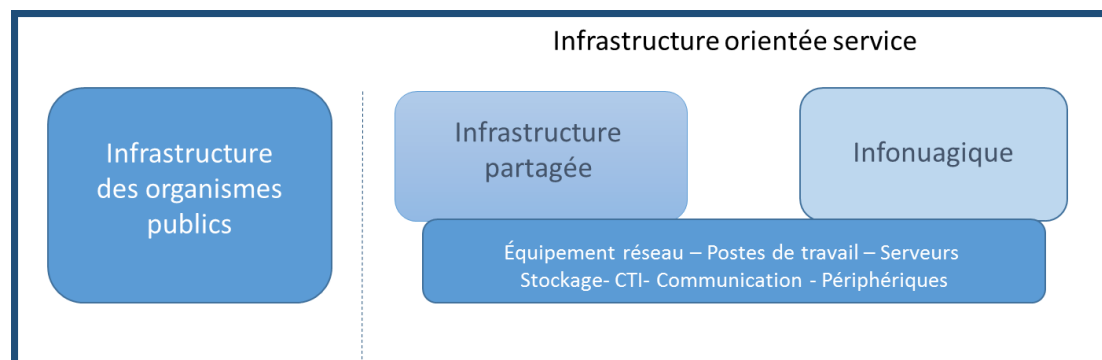 Infrastructure orientée service
Infrastructure
des organismes
publics
Infrastructure
partagée
Infonuagique
Équipement réseau – Postes de travail – Serveurs
Stockage- CTI- Communication - Périphériques